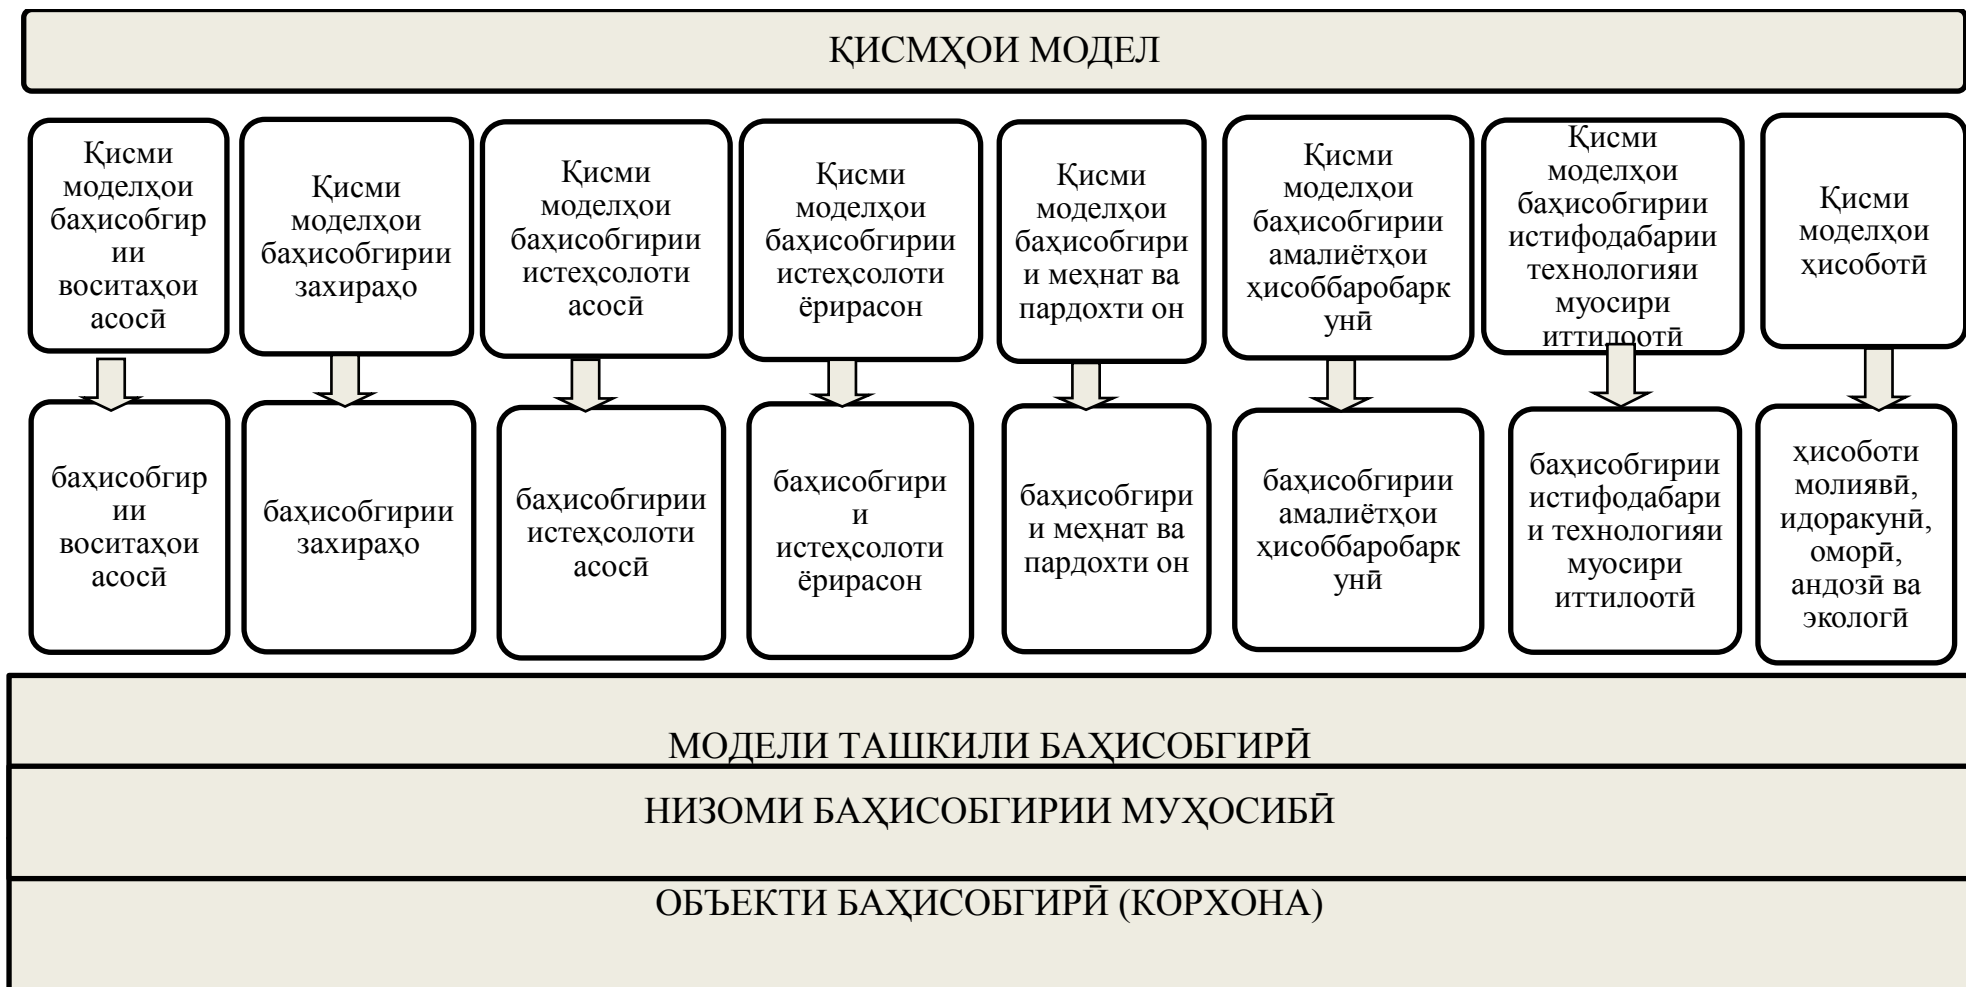 ҚИСМҲОИ МОДЕЛ
Қисми
моделҳои
баҳисобгир
ии
воситаҳои
асосӣ
Қисми
моделҳои
баҳисобгирии
захираҳо
Қисми
моделҳои
баҳисобгирии
истеҳсолоти
асосӣ
Қисми
моделҳои
баҳисобгирии
истеҳсолоти
ёрирасон
Қисми
моделҳои
баҳисобгири
и меҳнат ва
пардохти он
Қисми
моделҳои
баҳисобгирии
амалиётҳои
ҳисоббаробарк
унӣ
Қисми
моделҳои
баҳисобгирии
истифодабарии
технологияи
муосири
иттилоотӣ
Қисми
моделҳои
ҳисоботӣ
баҳисобгир
ии
воситаҳои
асосӣ
баҳисобгирии
захираҳо
баҳисобгирии
истеҳсолоти
асосӣ
баҳисобгири
и
истеҳсолоти
ёрирасон
баҳисобгири
и меҳнат ва
пардохти он
баҳисобгирии
амалиётҳои
ҳисоббаробарк
унӣ
баҳисобгирии
истифодабари
и технологияи
муосири
иттилоотӣ
ҳисоботи
молиявӣ,
идоракунӣ,
оморӣ,
андозӣ ва
экологӣ
МОДЕЛИ ТАШКИЛИ БАҲИСОБГИРӢ
НИЗОМИ БАҲИСОБГИРИИ МУҲОСИБӢ
ОБЪЕКТИ БАҲИСОБГИРӢ (КОРХОНА)